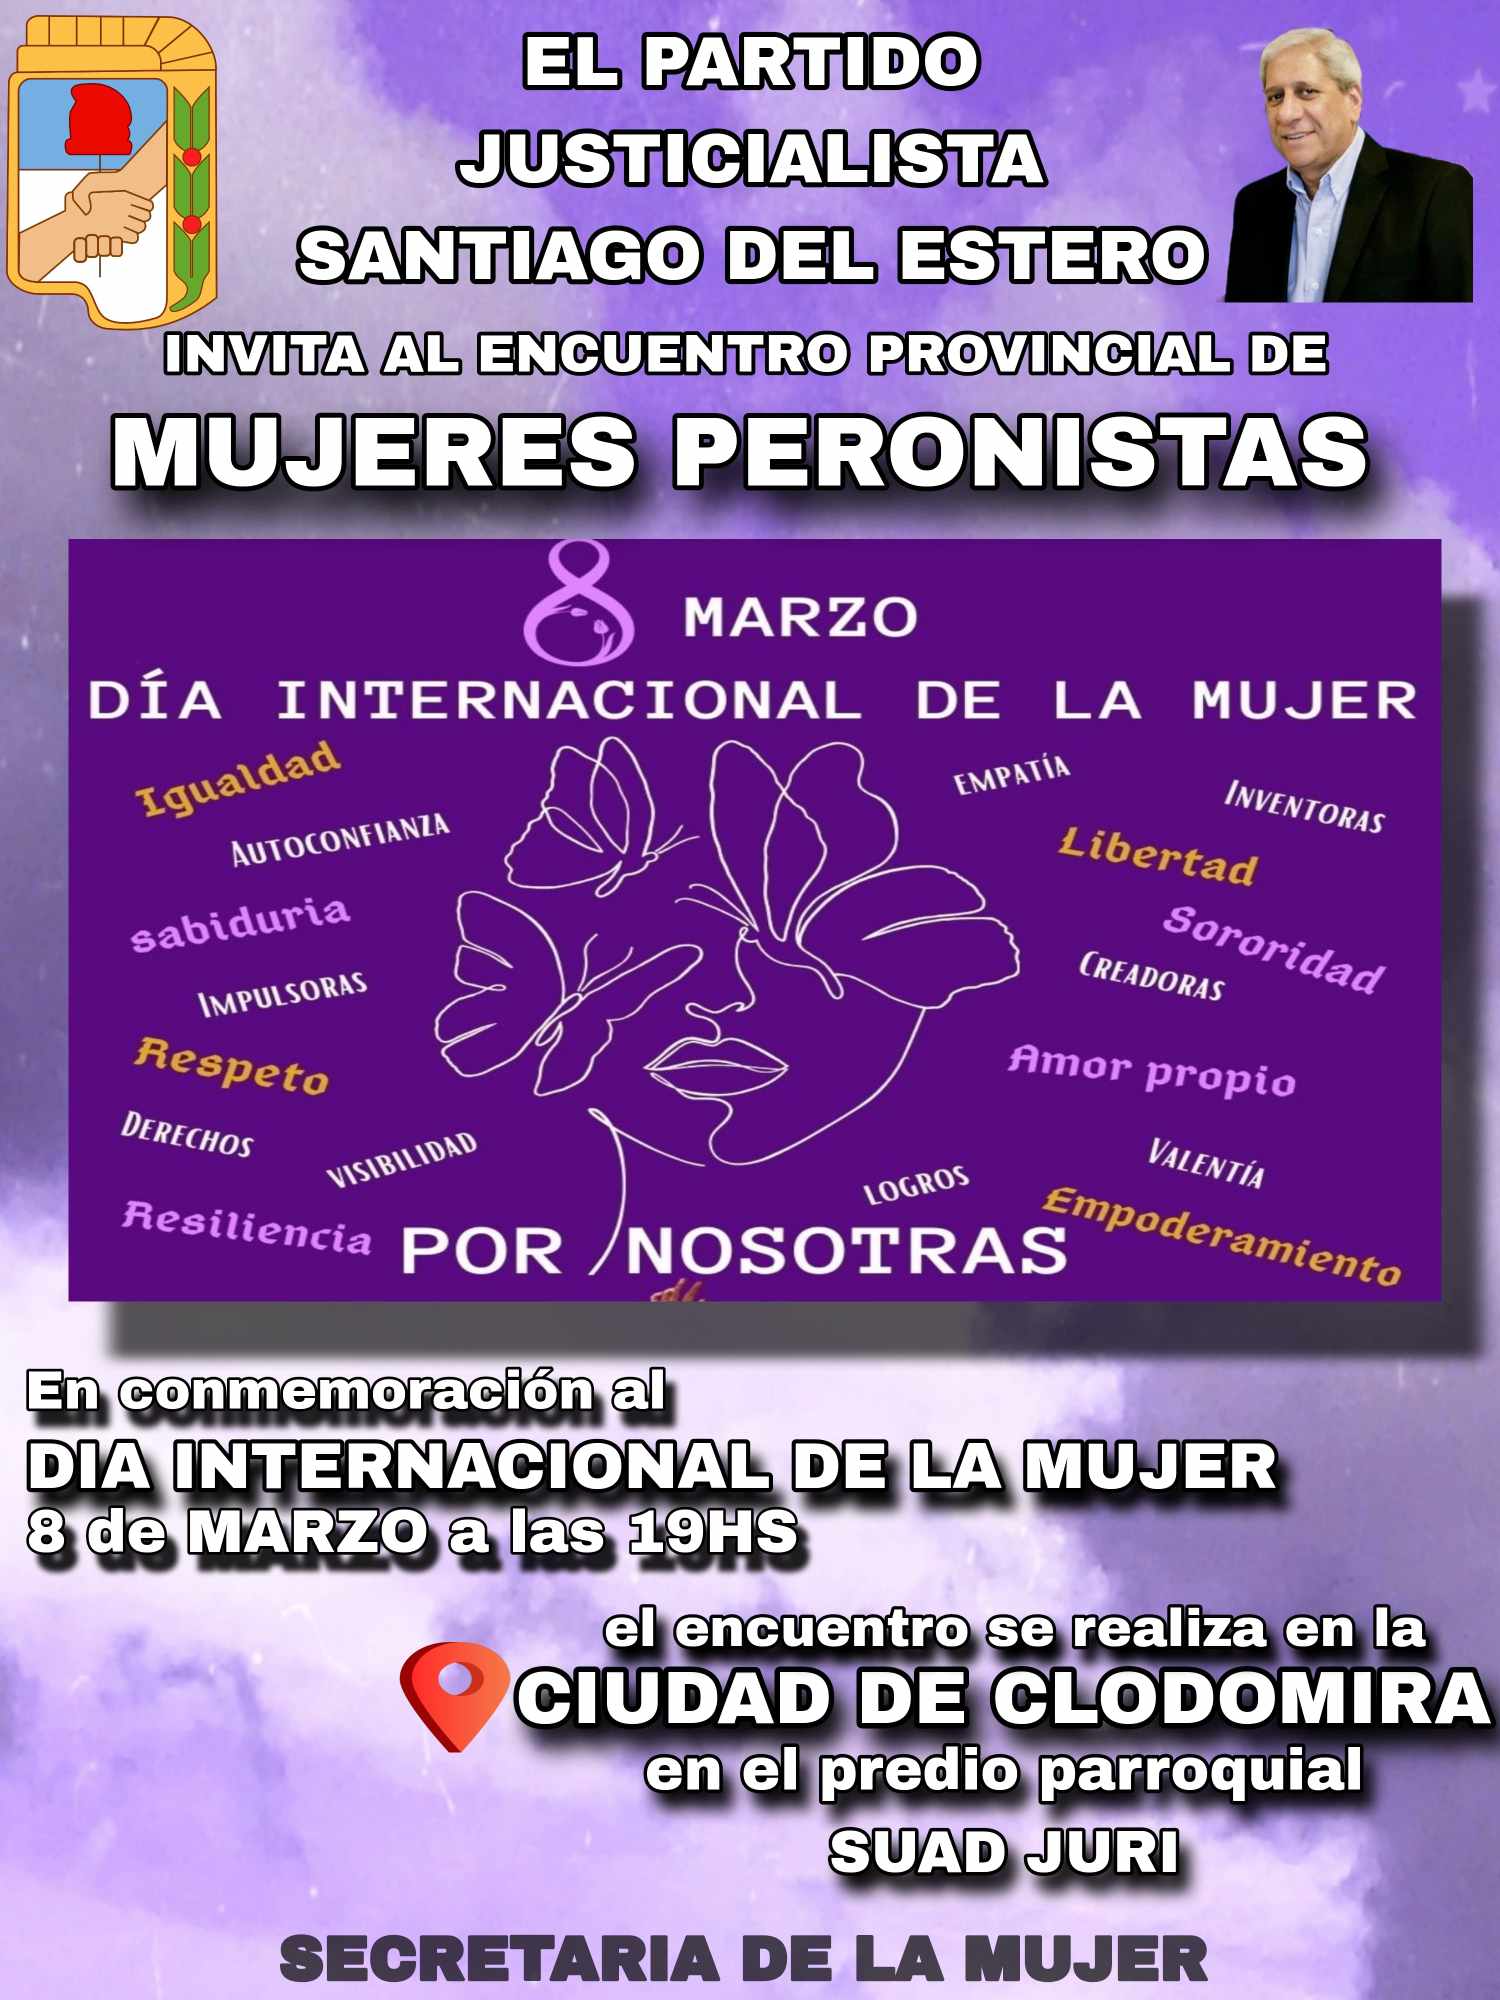 EL PARTIDO
JUSTICIALISTA
SANTIAGO DEL ESTERO
INVITA AL ENCUENTRO PROVINCIAL DE
MUJERES PERONISTAS
8 MARZO
DÍA INTERNACIONAL DE LA MUJER
Igualdad
AUTOCONFIANZA
sabiduria
IMPULSORAS
Respeto
DERECHOS
VISIBILIDAD
Resiliencia
EMPATÍA
INVENTORAS
Libertad
Sororidad
CREADORAS
Amor propio
VALENTÍA
LOGROS
Empoderamiento
POR NOSOTRAS
En conmemoración al
DIA INTERNACIONAL DE LA MUJER
8 de MARZO a las 19HS
el encuentro se realiza en la
CIUDAD DE CLODOMIRA
en el predio parroquial
SUAD JURI
SECRETARIA DE LA MUJER